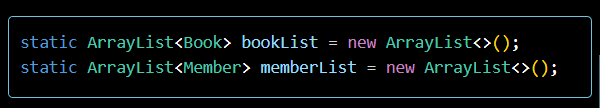 static ArrayList<Book> bookList = new ArrayList<>();
static ArrayList<Member> memberList = new ArrayList<>();